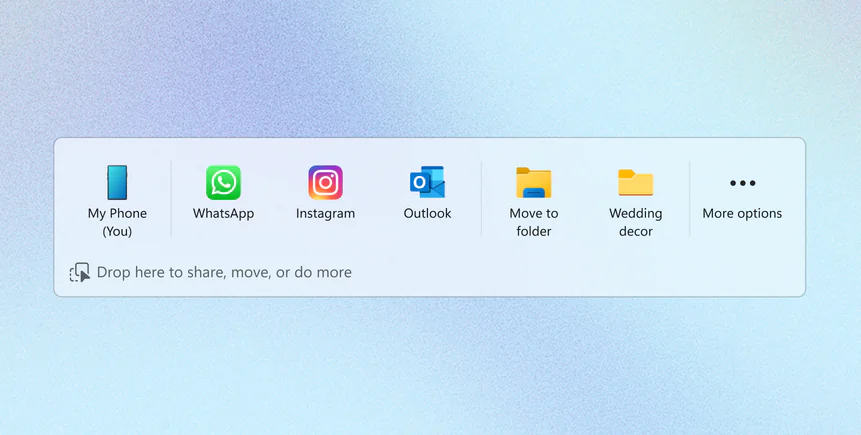 My Phone
(You)
WhatsApp
Instagram
Outlook
Move to
folder
Wedding
decor
More options
Drop here to share, move, or do more